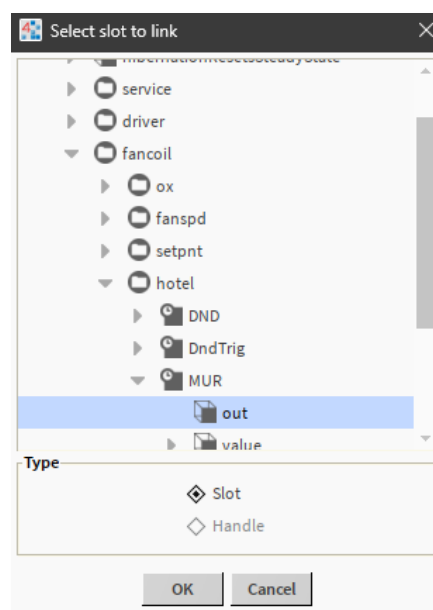 Select slot to link
hibernationResetsSteadyState
service
driver
fancoil
ox
fanspd
setpnt
hotel
DND
DndTrig
MUR
out
value
Type
Slot
Handle
OK
Cancel